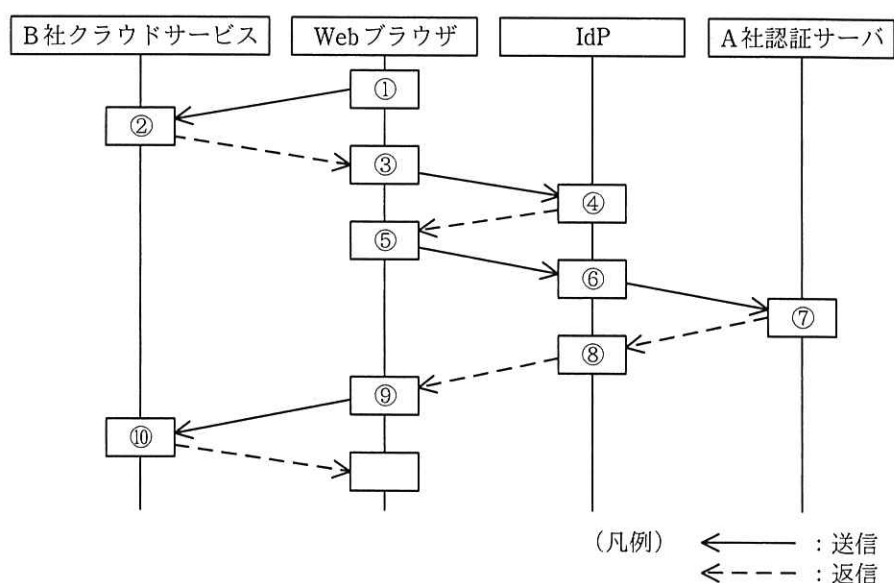 B社クラウドサービス
Webブラウザ
IdP
A社認証サーバ
①
②
③
④
⑤
⑥
⑦
⑧
⑨
⑩
(凡例)
:送信
:返信